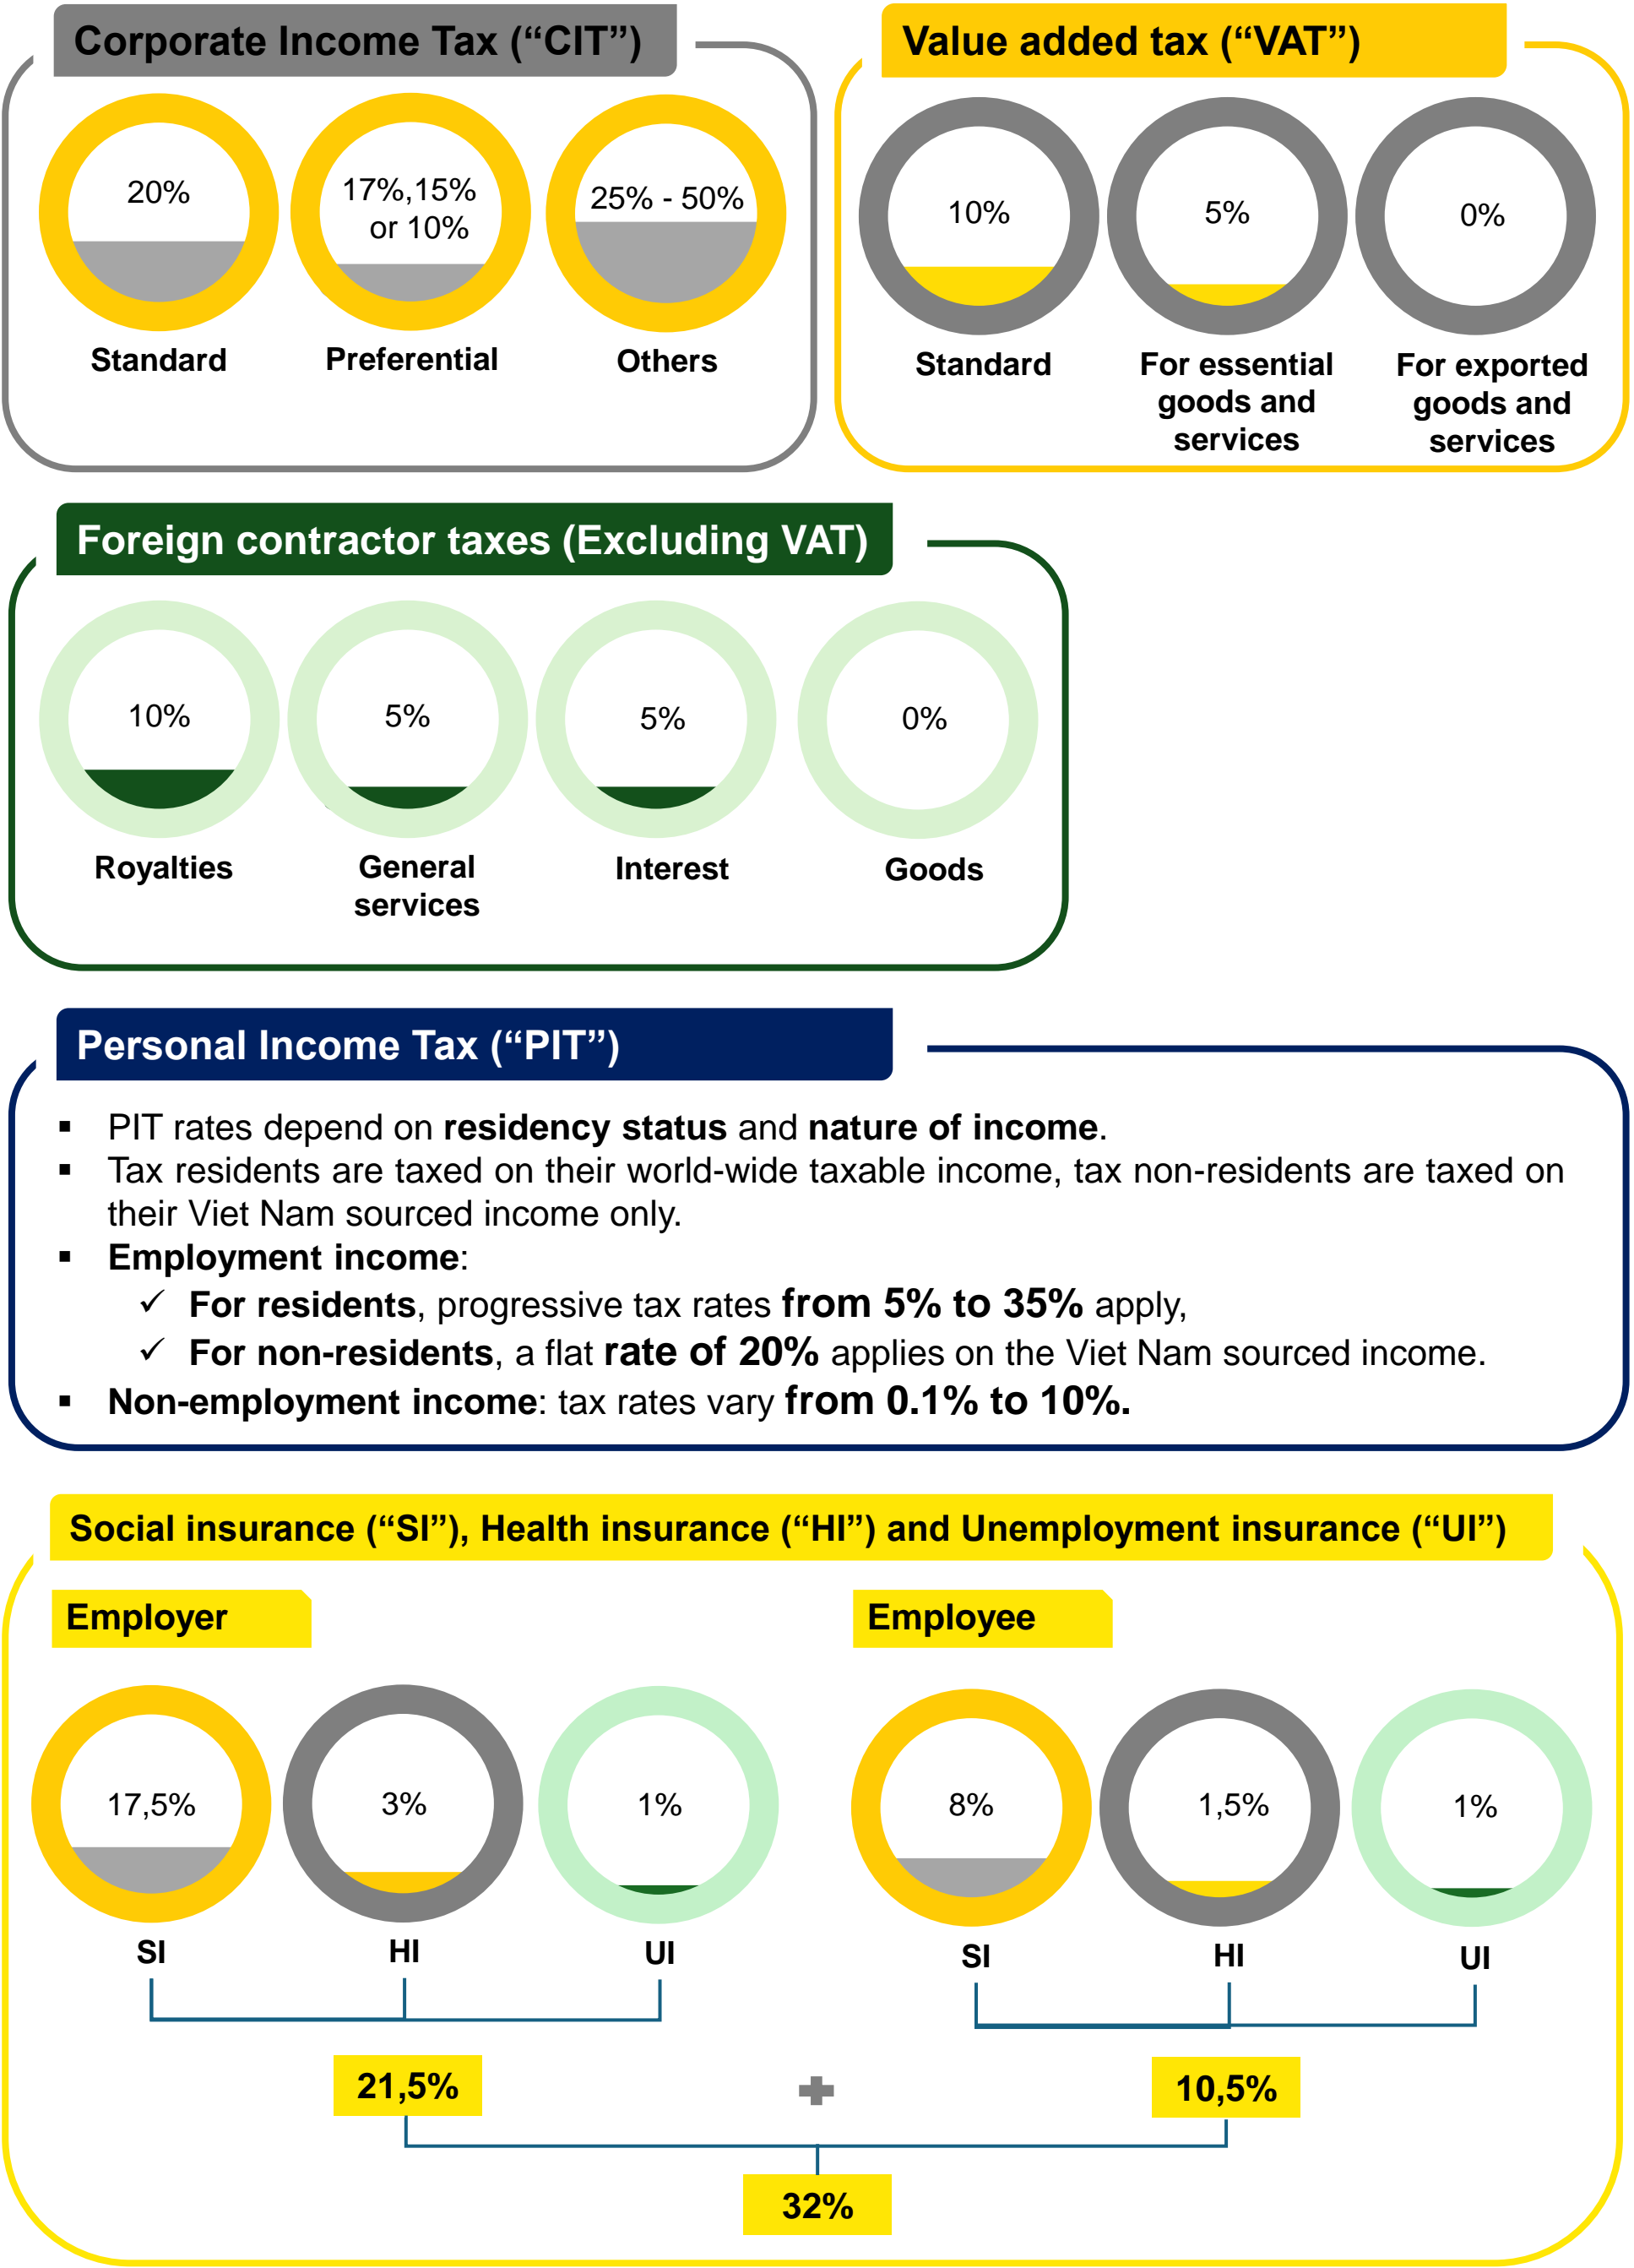 Corporate Income Tax (“CIT”)
20%
17%,15%
or 10%
25% - 50%
Standard
Preferential
Others
Value added tax (“VAT”)
10%
5%
0%
Standard
For essential
goods and
services
For exported
goods and
services
Foreign contractor taxes (Excluding VAT)
10%
5%
5%
0%
Royalties
General
services
Interest
Goods
Personal Income Tax (“PIT”)
▪ PIT rates depend on residency status and nature of income.
▪ Tax residents are taxed on their world-wide taxable income, tax non-residents are taxed on
their Viet Nam sourced income only.
▪ Employment income:
✓ For residents, progressive tax rates from 5% to 35% apply,
✓ For non-residents, a flat rate of 20% applies on the Viet Nam sourced income.
▪ Non-employment income: tax rates vary from 0.1% to 10%.
Social insurance (“SI”), Health insurance (“HI”) and Unemployment insurance (“UI”)
Employer
17,5%
3%
1%
SI
HI
UI
21,5%
Employee
8%
1,5%
1%
SI
HI
UI
10,5%
32%